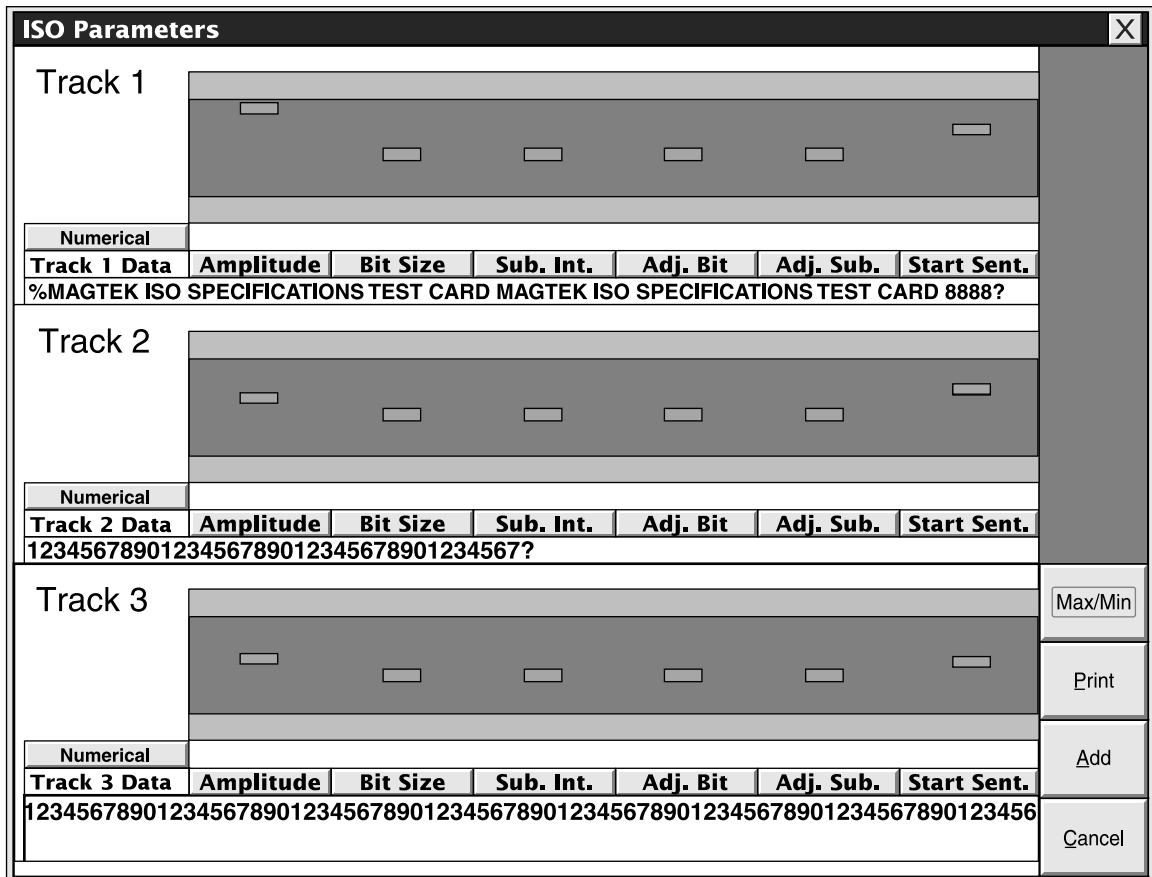 ISO Parameters
X
Track 1
Numerical
Track 1 Data Amplitude Bit Size Sub. Int. Adj. Bit Adj. Sub. Start Sent.
%MAGTEK ISO SPECIFICATIONS TEST CARD MAGTEK ISO SPECIFICATIONS TEST CARD 8888?
Track 2
Numerical
Track 2 Data Amplitude Bit Size Sub. Int. Adj. Bit Adj. Sub. Start Sent.
1234567890123456789012345678901234567?
Track 3
Numerical
Track 3 Data Amplitude Bit Size Sub. Int. Adj. Bit Adj. Sub. Start Sent.
1234567890123456789012345678901234567890123456789012345678901234567890123456
Max/Min
Print
Add
Cancel